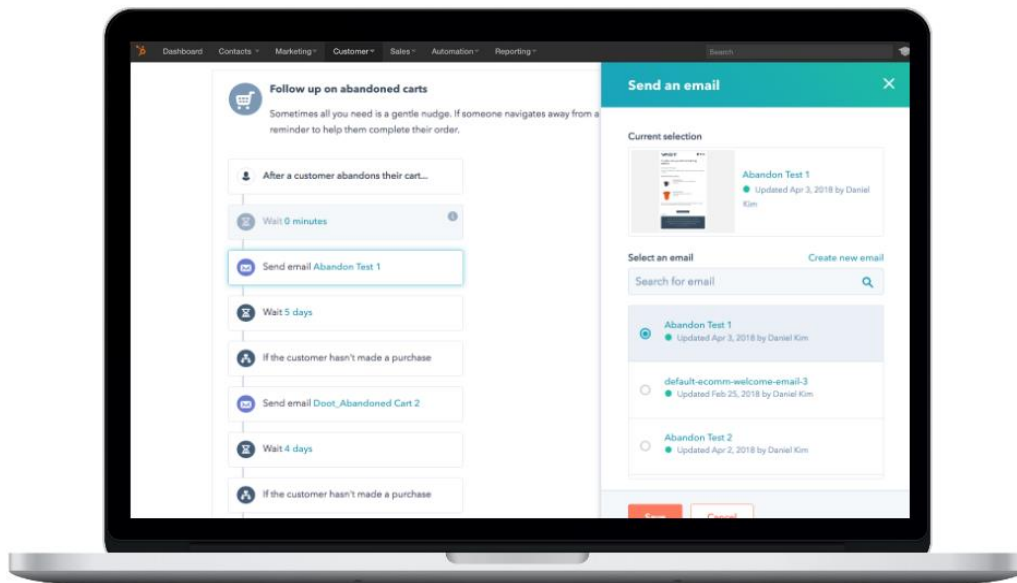 Dashboard Contacts Marketing Customer Sales Automation Reporting Search
Follow up on abandoned carts
Sometimes all you need is a gentle nudge. If someone navigates away from a
reminder to help them complete their order.
After a customer abandons their cart...
Wait 0 minutes
Send email Abandon Test 1
Wait 5 days
If the customer hasn't made a purchase
Send email Doot_Abandoned Cart 2
Wait 4 days
If the customer hasn't made a purchase
Send an email
Current selection
Abandon Test 1
Updated Apr 3, 2018 by Daniel
Kim
Select an email Create new email
Search for email
Abandon Test 1
Updated Apr 3, 2018 by Daniel Kim
default-ecomm-welcome-email-3
Updated Feb 25, 2018 by Daniel Kim
Abandon Test 2
Updated Apr 2, 2018 by Daniel Kim
Save Cancel